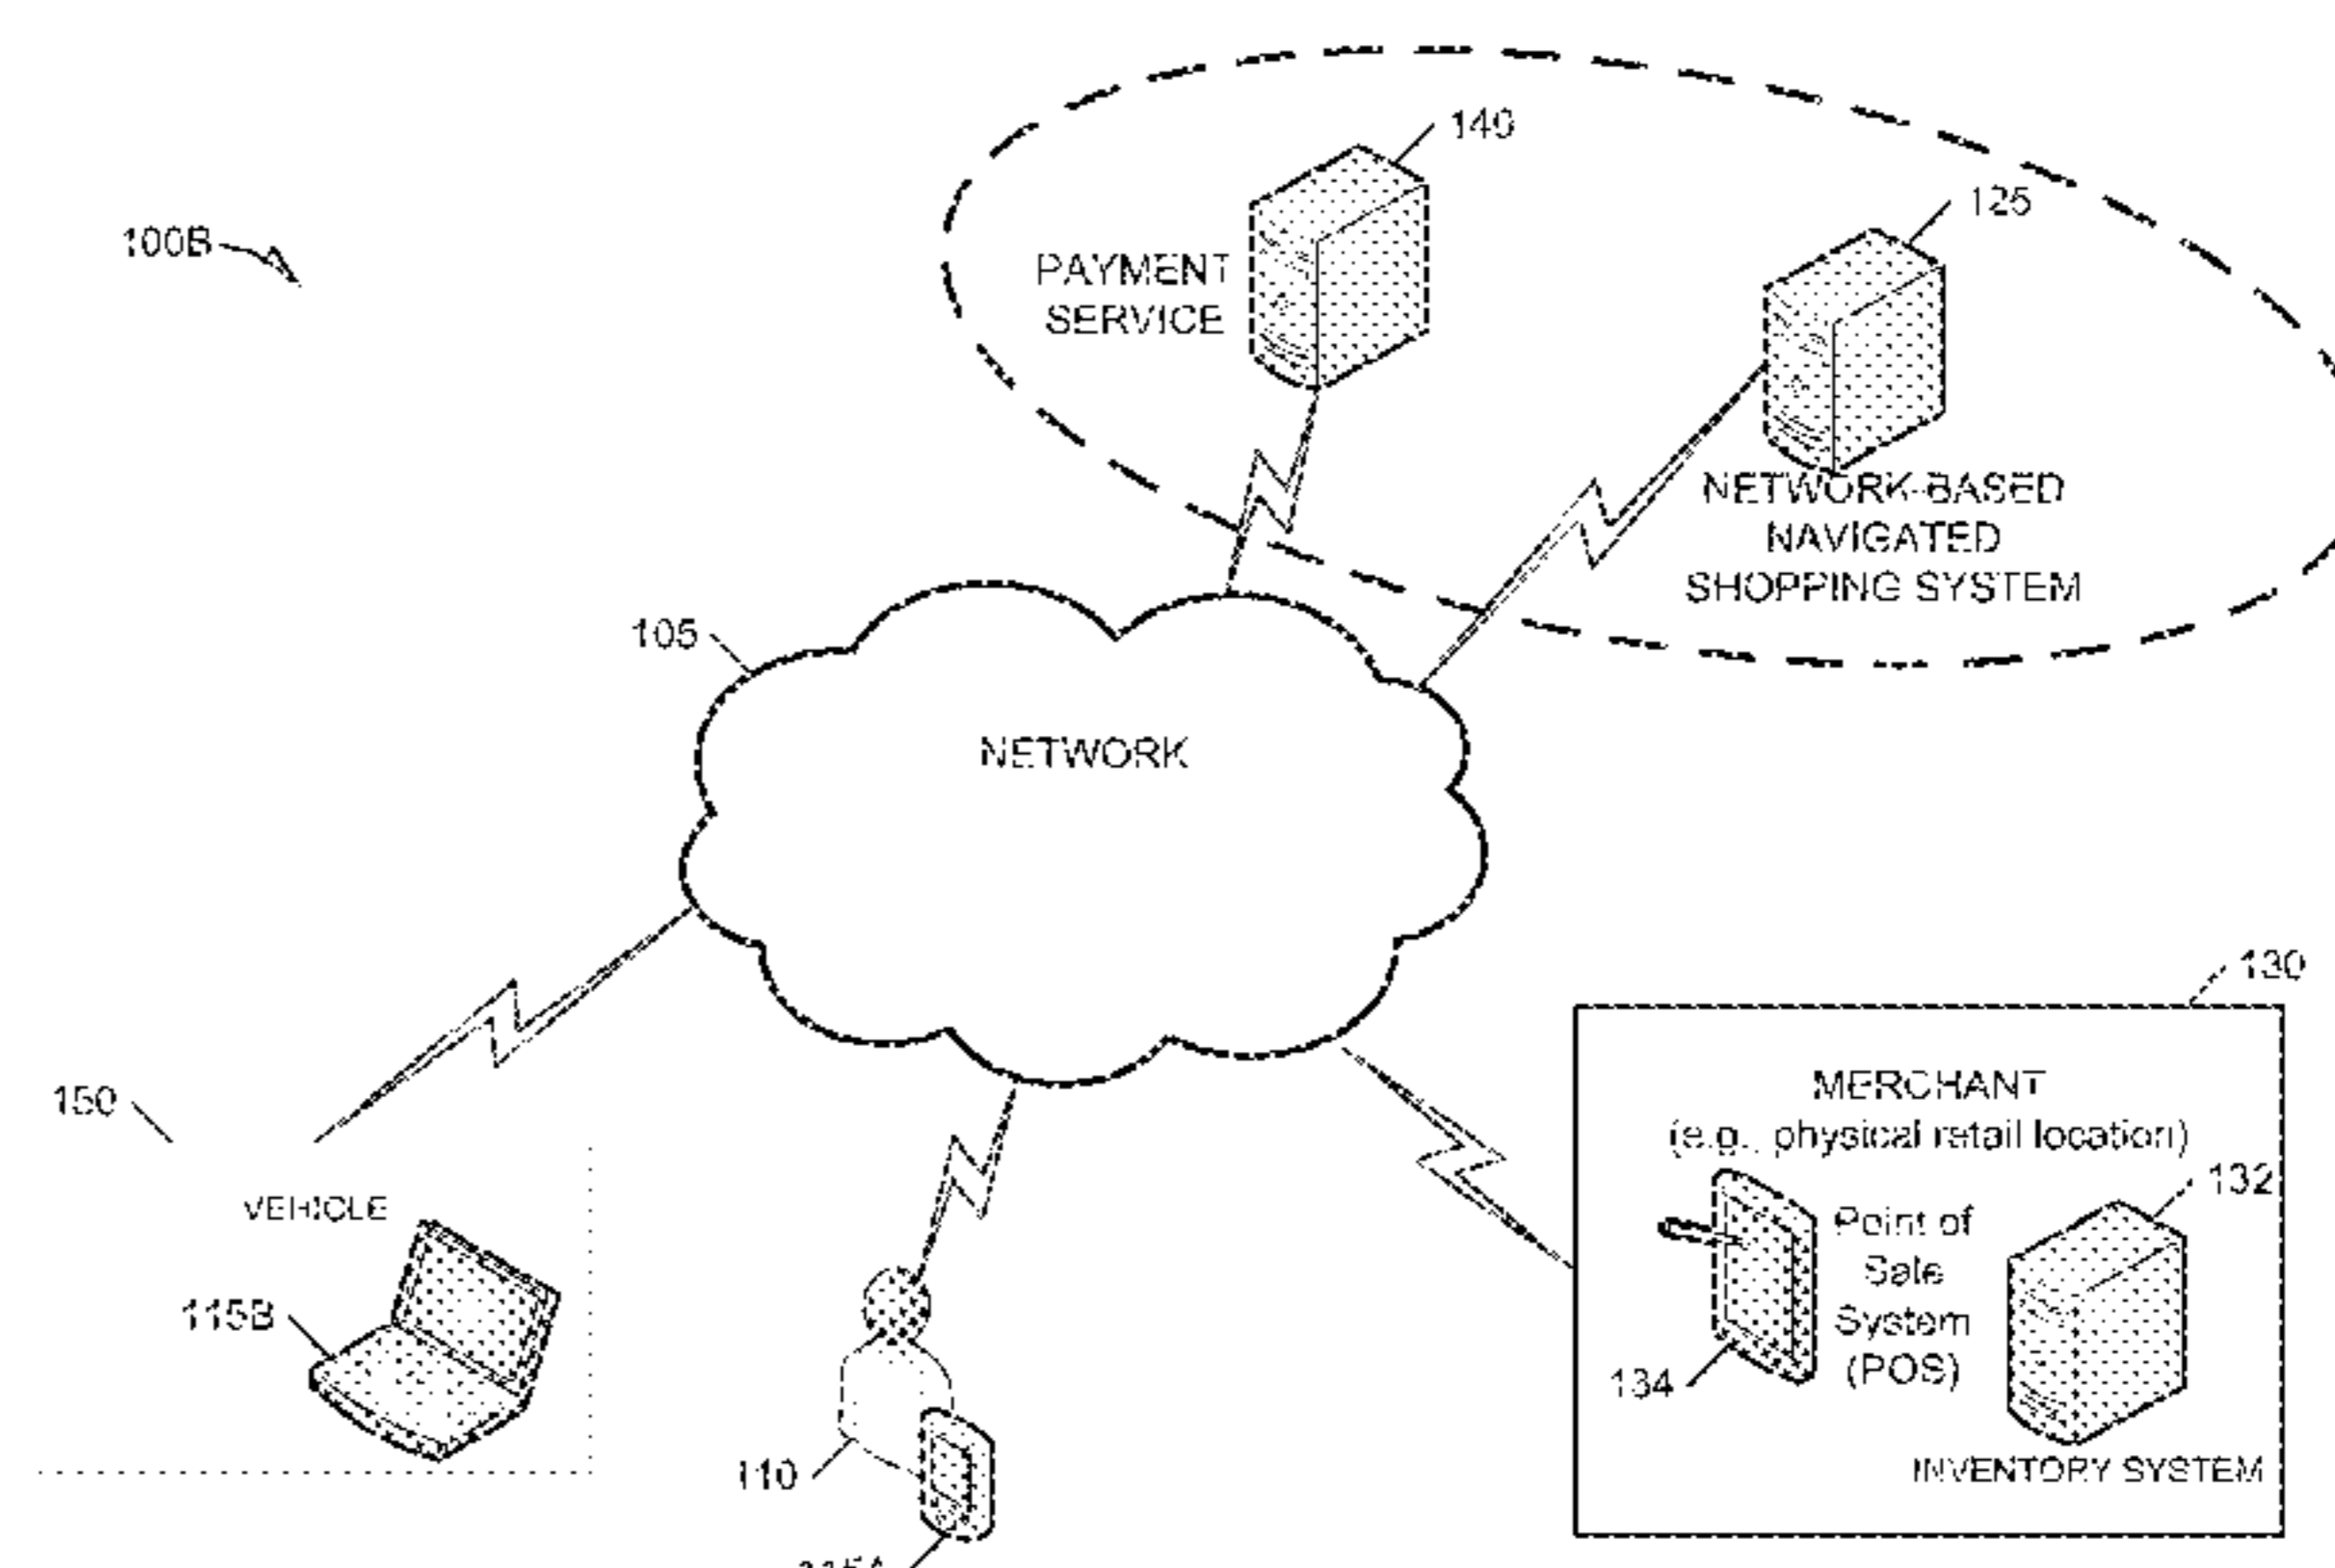 140
125
100B
PAYMENT
SERVICE
NETWORK-BASED
NAVIGATED
SHOPPING SYSTEM
105
NETWORK
130
MERCHANT
(e.g., physical retail location)
150
VEHICLE
132
Point of
Sale
System
(POS)
115B
134
110
INVENTORY SYSTEM